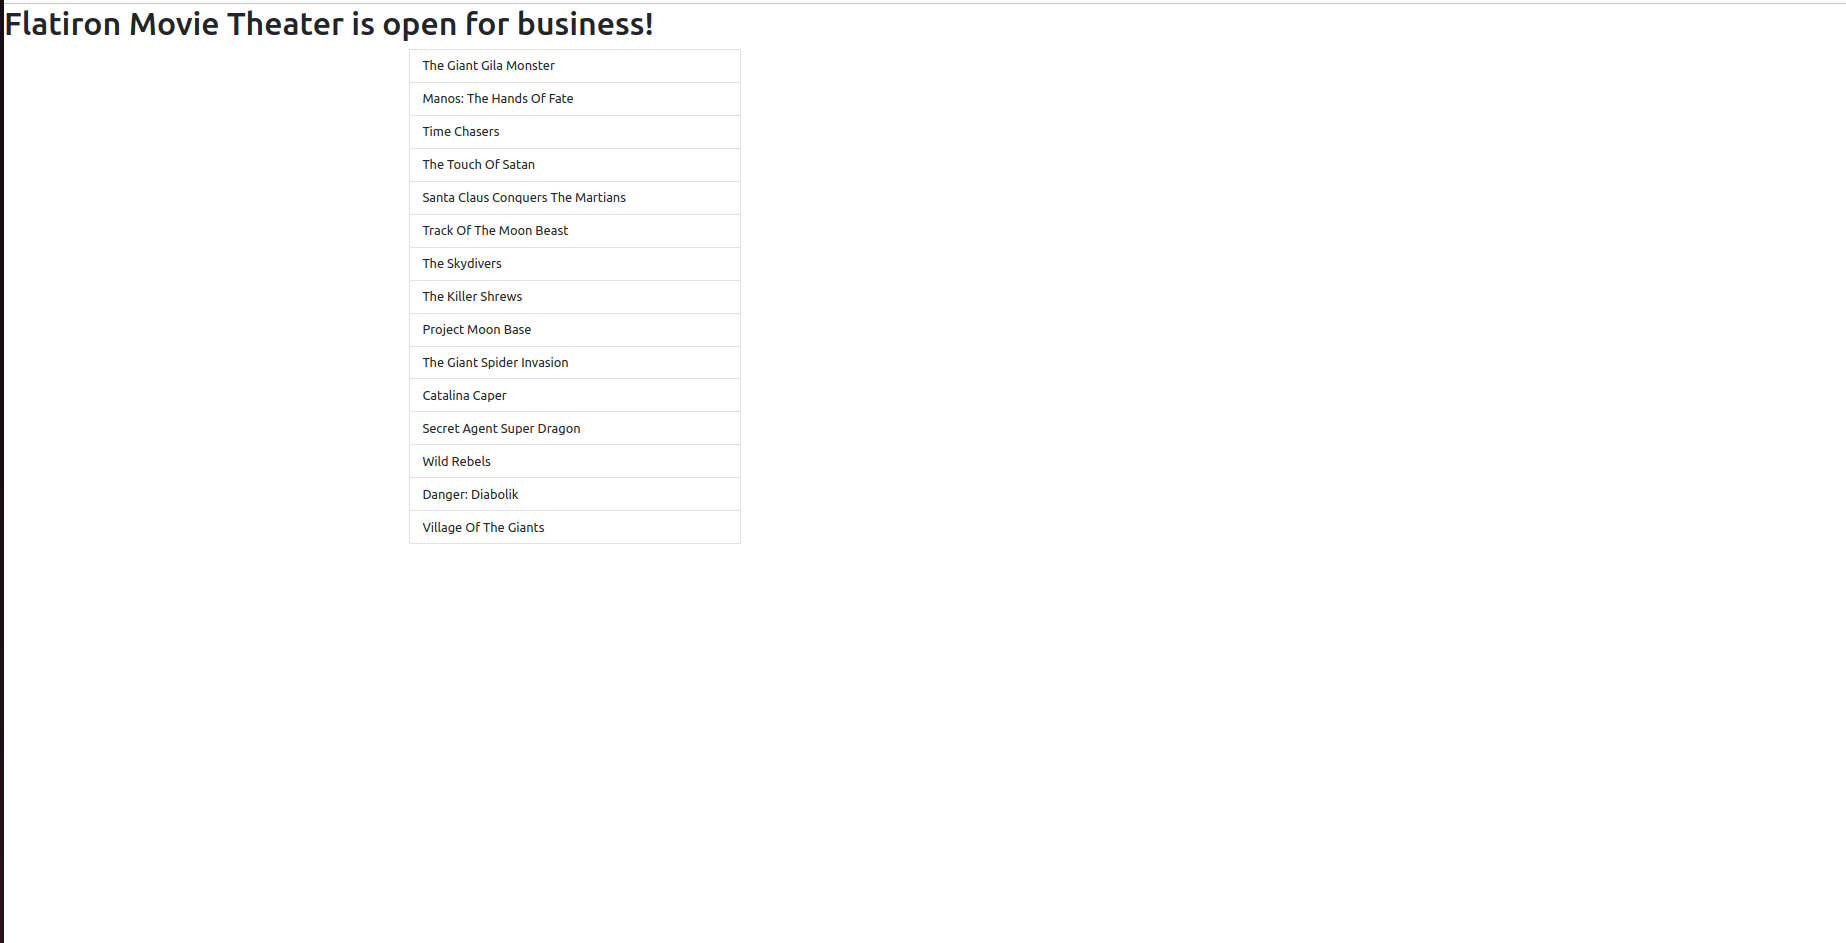 Flatiron Movie Theater is open for business!
The Giant Gila Monster
Manos: The Hands Of Fate
Time Chasers
The Touch Of Satan
Santa Claus Conquers The Martians
Track Of The Moon Beast
The Skydivers
The Killer Shrews
Project Moon Base
The Giant Spider Invasion
Catalina Caper
Secret Agent Super Dragon
Wild Rebels
Danger: Diabolik
Village Of The Giants